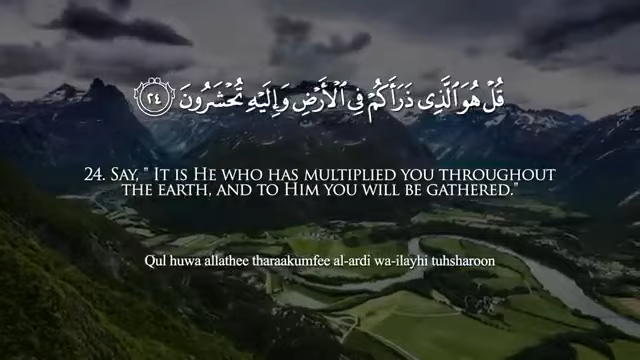 قُلْ هُوَ ٱلَّذِى ذَرَأَكُمْ فِى ٱلْأَرْضِ وَإِلَيْهِ تُحْشَرُونَ ٢٤
24. Say, " It is He who has multiplied you throughout
the earth, and to Him you will be gathered."
Qul huwa allathee tharaakumfee al-ardi wa-ilayhi tuhsharoon